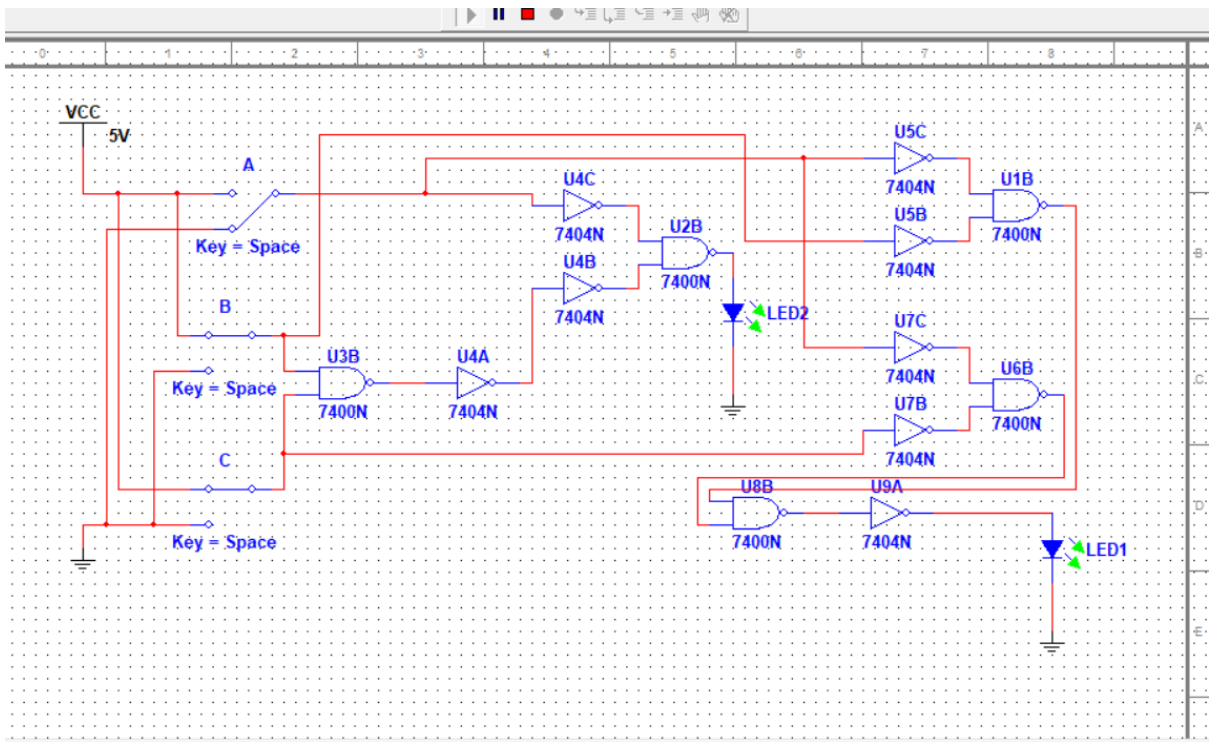 0 1 2 3 4 5 6 7 8
VCC
5V
A
Key = Space
B
Key = Space
C
Key = Space
U3B
7400N
U4A
7404N
U4C
7404N
U4B
7404N
U2B
7400N
LED2
U5C
7404N
U5B
7404N
U1B
7400N
U7C
7404N
U7B
7404N
U6B
7400N
U8B
7400N
U9A
7404N
LED1
A
B
C
D
E